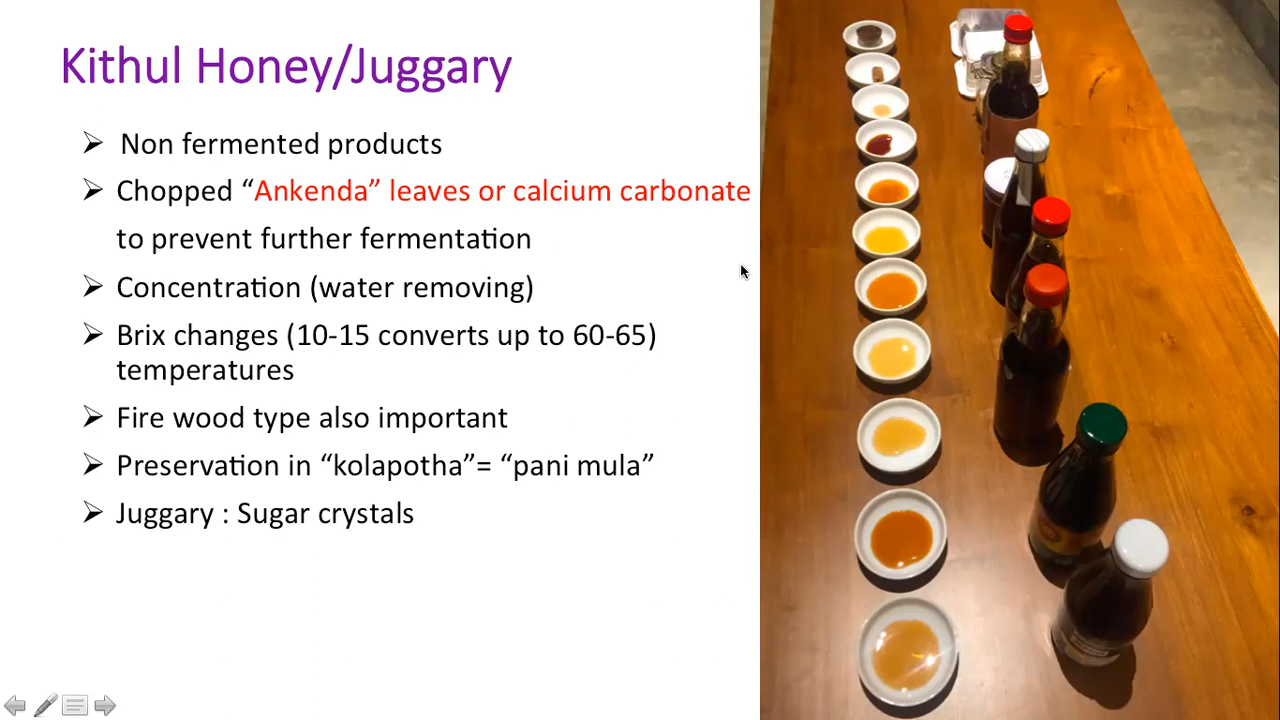 Kithul Honey/Juggary
Non fermented products
Chopped “Ankenda” leaves or calcium carbonate
to prevent further fermentation
Concentration (water removing)
Brix changes (10-15 converts up to 60-65)
temperatures
Fire wood type also important
Preservation in “kolapotha”= “pani mula”
Juggary : Sugar crystals